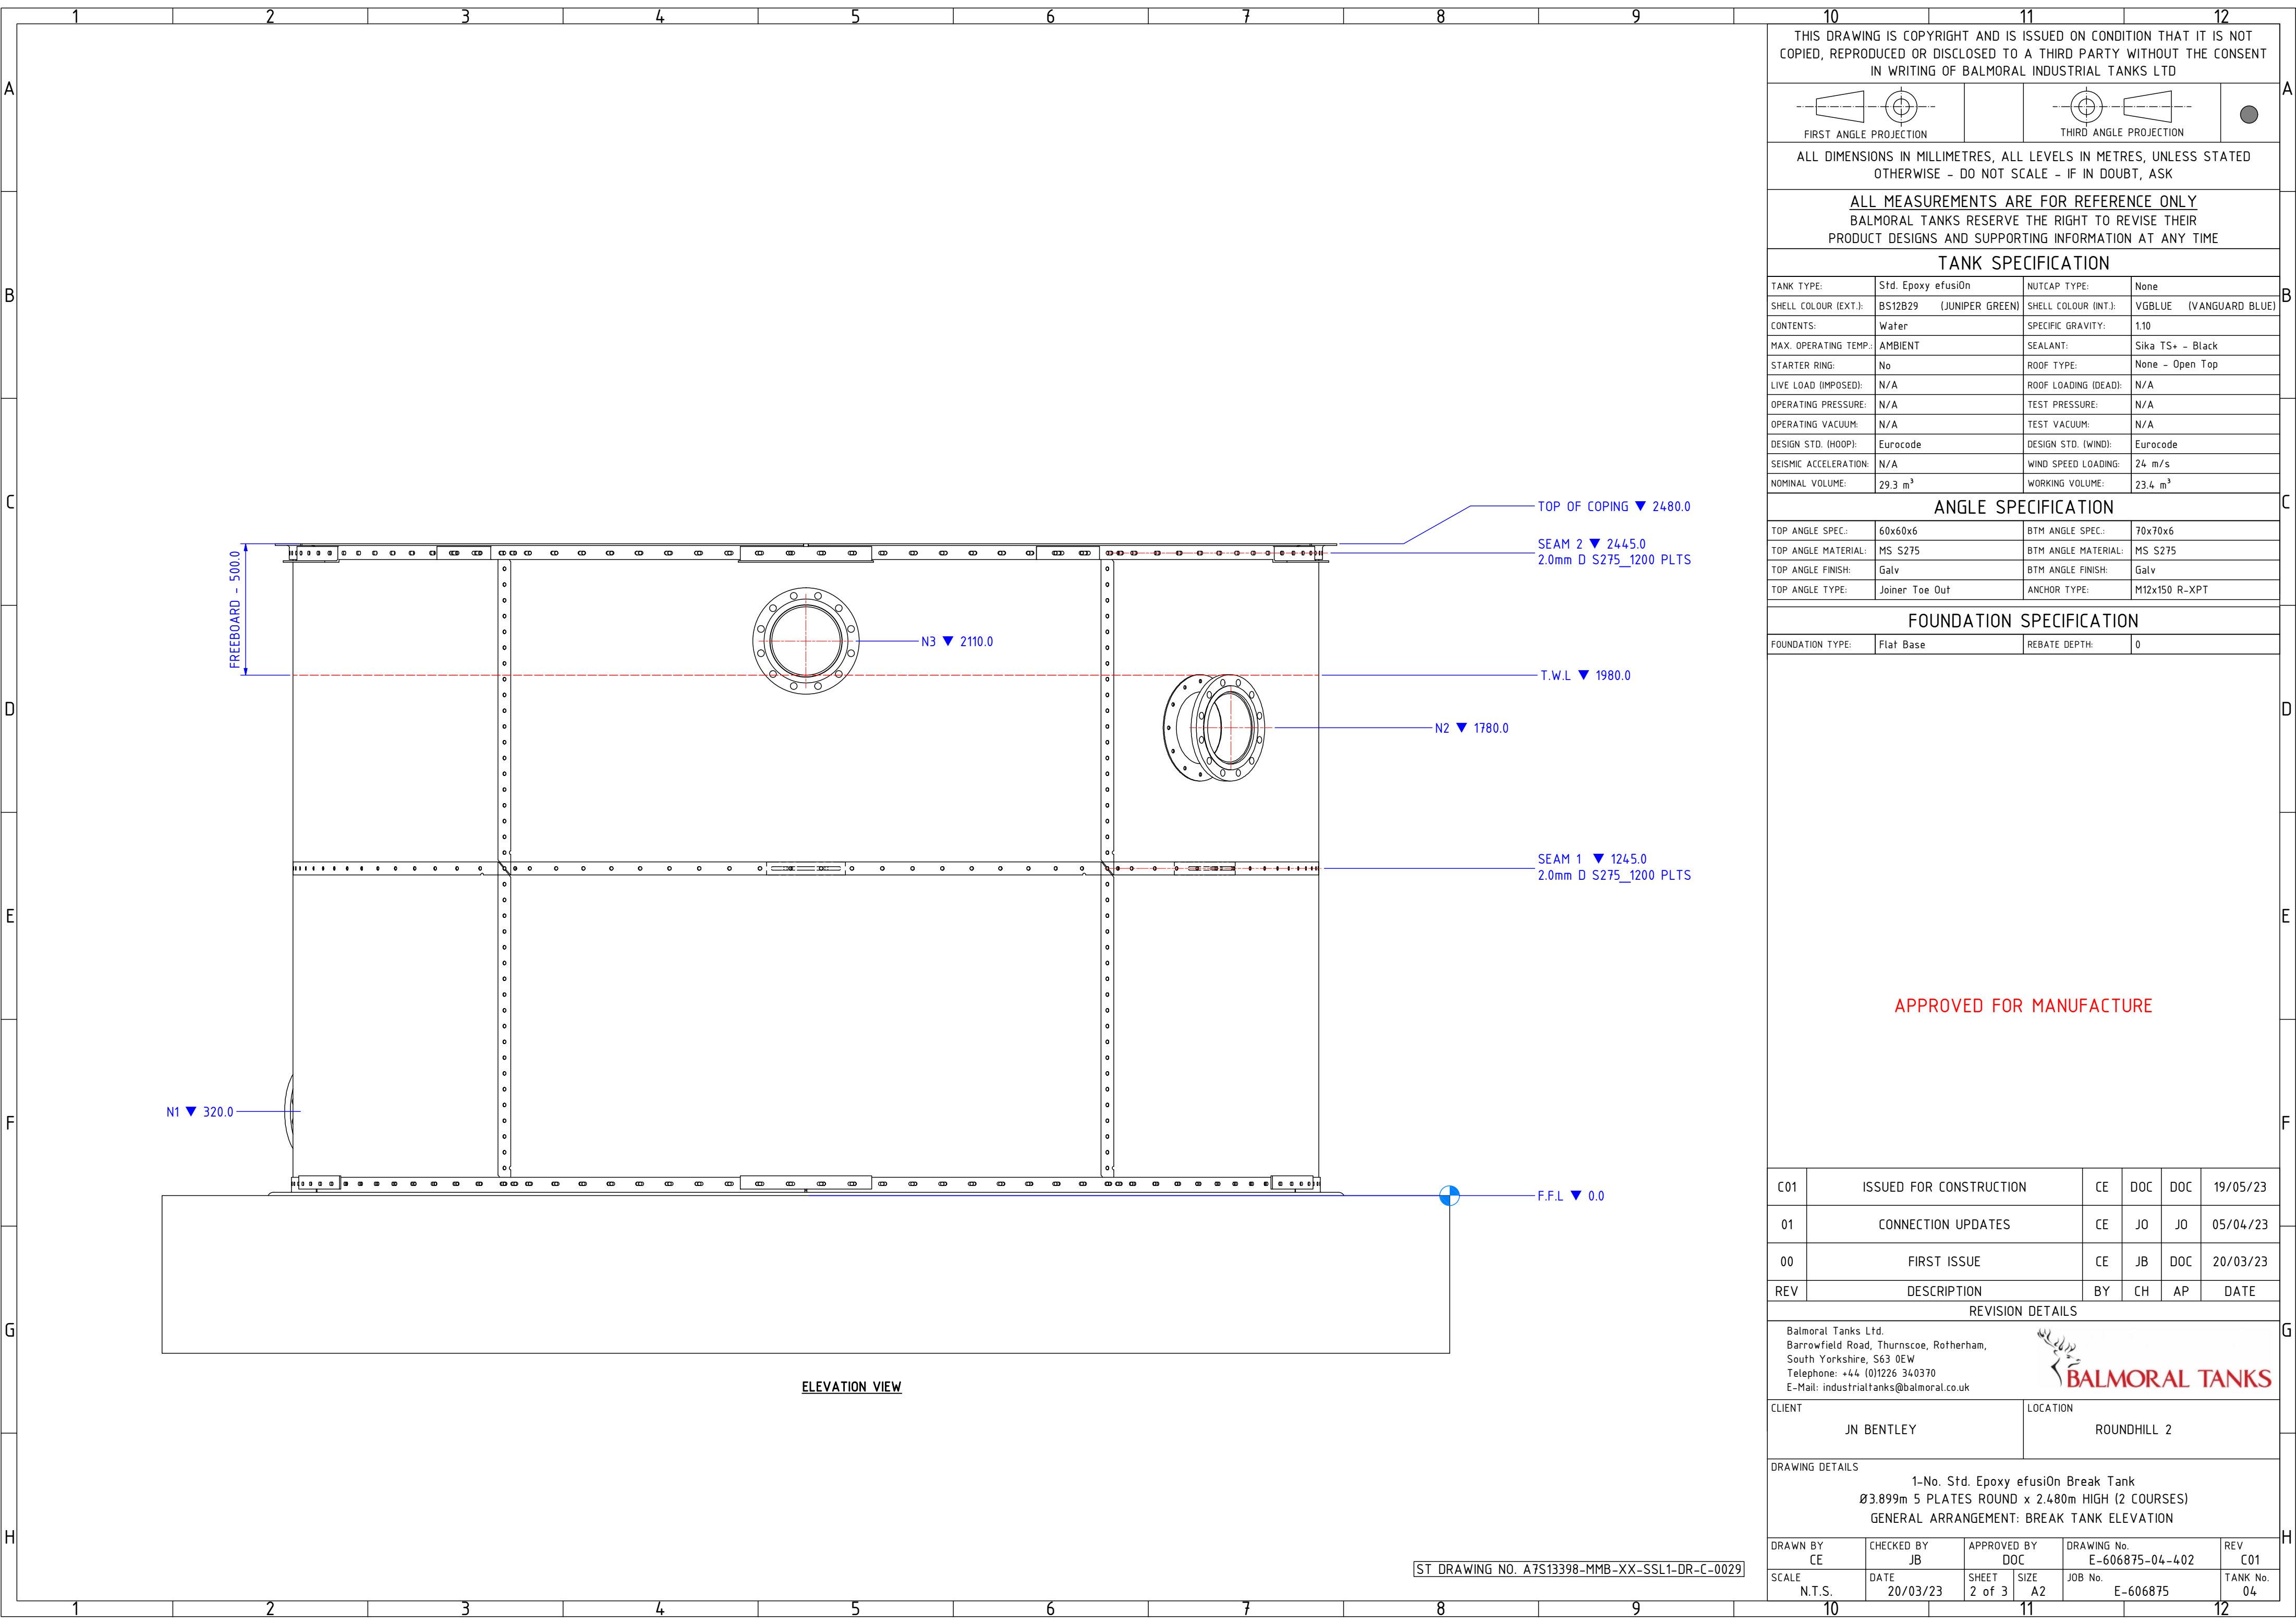 1 2 3 4 5 6 7 8 9 10 11 12
A
B
C
D
E
F
G
H
A
B
C
D
E
F
G
H
TOP OF COPING ▼ 2480.0
SEAM 2 ▼ 2445.0
2.0mm D S275_1200 PLTS
FREEBOARD - 500.0
N3 ▼ 2110.0
T.W.L ▼ 1980.0
N2 ▼ 1780.0
SEAM 1 ▼ 1245.0
2.0mm D S275_1200 PLTS
N1 ▼ 320.0
F.F.L ▼ 0.0
ELEVATION VIEW
ST DRAWING NO. A7S13398-MMB-XX-SSL1-DR-C-0029
THIS DRAWING IS COPYRIGHT AND IS ISSUED ON CONDITION THAT IT IS NOT
COPIED, REPRODUCED OR DISCLOSED TO A THIRD PARTY WITHOUT THE CONSENT
IN WRITING OF BALMORAL INDUSTRIAL TANKS LTD
FIRST ANGLE PROJECTION THIRD ANGLE PROJECTION
ALL DIMENSIONS IN MILLIMETRES, ALL LEVELS IN METRES, UNLESS STATED
OTHERWISE - DO NOT SCALE - IF IN DOUBT, ASK
ALL MEASUREMENTS ARE FOR REFERENCE ONLY
BALMORAL TANKS RESERVE THE RIGHT TO REVISE THEIR
PRODUCT DESIGNS AND SUPPORTING INFORMATION AT ANY TIME
TANK SPECIFICATION
TANK TYPE: Std. Epoxy efusiOn NUTCAP TYPE: None
SHELL COLOUR (EXT.): BS12B29 (JUNIPER GREEN) SHELL COLOUR (INT.): VGBLUE (VANGUARD BLUE)
CONTENTS: Water SPECIFIC GRAVITY: 1.10
MAX. OPERATING TEMP.: AMBIENT SEALANT: Sika TS+ - Black
STARTER RING: No ROOF TYPE: None - Open Top
LIVE LOAD (IMPOSED): N/A ROOF LOADING (DEAD): N/A
OPERATING PRESSURE: N/A TEST PRESSURE: N/A
OPERATING VACUUM: N/A TEST VACUUM: N/A
DESIGN STD. (HOOP): Eurocode DESIGN STD. (WIND): Eurocode
SEISMIC ACCELERATION: N/A WIND SPEED LOADING: 24 m/s
NOMINAL VOLUME: 29.3 m³ WORKING VOLUME: 23.4 m³
ANGLE SPECIFICATION
TOP ANGLE SPEC.: 60x60x6 BTM ANGLE SPEC.: 70x70x6
TOP ANGLE MATERIAL: MS S275 BTM ANGLE MATERIAL: MS S275
TOP ANGLE FINISH: Galv BTM ANGLE FINISH: Galv
TOP ANGLE TYPE: Joiner Toe Out ANCHOR TYPE: M12x150 R-XPT
FOUNDATION SPECIFICATION
FOUNDATION TYPE: Flat Base REBATE DEPTH: 0
APPROVED FOR MANUFACTURE
C01 ISSUED FOR CONSTRUCTION CE DOC DOC 19/05/23
01 CONNECTION UPDATES CE JO JO 05/04/23
00 FIRST ISSUE CE JB DOC 20/03/23
REV DESCRIPTION BY CH AP DATE
REVISION DETAILS
Balmoral Tanks Ltd.
Barrowfield Road, Thurnscoe, Rotherham,
South Yorkshire, S63 0EW
Telephone: +44 (0)1226 340370
E-Mail: industrialtanks@balmoral.co.uk
BALMORAL TANKS
CLIENT LOCATION
JN BENTLEY ROUNDHILL 2
DRAWING DETAILS
1-No. Std. Epoxy efusiOn Break Tank
Ø3.899m 5 PLATES ROUND x 2.480m HIGH (2 COURSES)
GENERAL ARRANGEMENT: BREAK TANK ELEVATION
DRAWN BY CHECKED BY APPROVED BY DRAWING No. REV
CE JB DOC E-606875-04-402 C01
SCALE DATE SHEET SIZE JOB No. TANK No.
N.T.S. 20/03/23 2 of 3 A2 E-606875 04
1 2 3 4 5 6 7 8 9 10 11 12